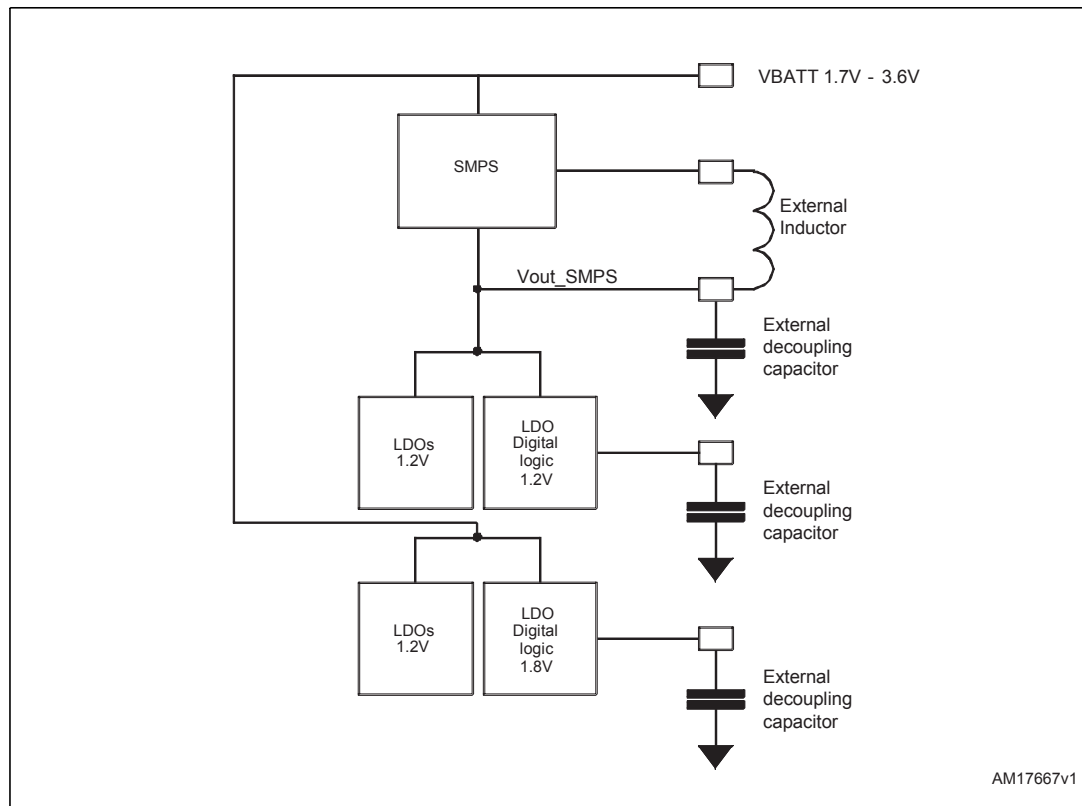 VBATT 1.7V - 3.6V
SMPS
External
Inductor
Vout_SMPS
External
decoupling
capacitor
LDOs
1.2V
LDO
Digital
logic
1.2V
External
decoupling
capacitor
LDOs
1.2V
LDO
Digital
logic
1.8V
External
decoupling
capacitor
AM17667v1